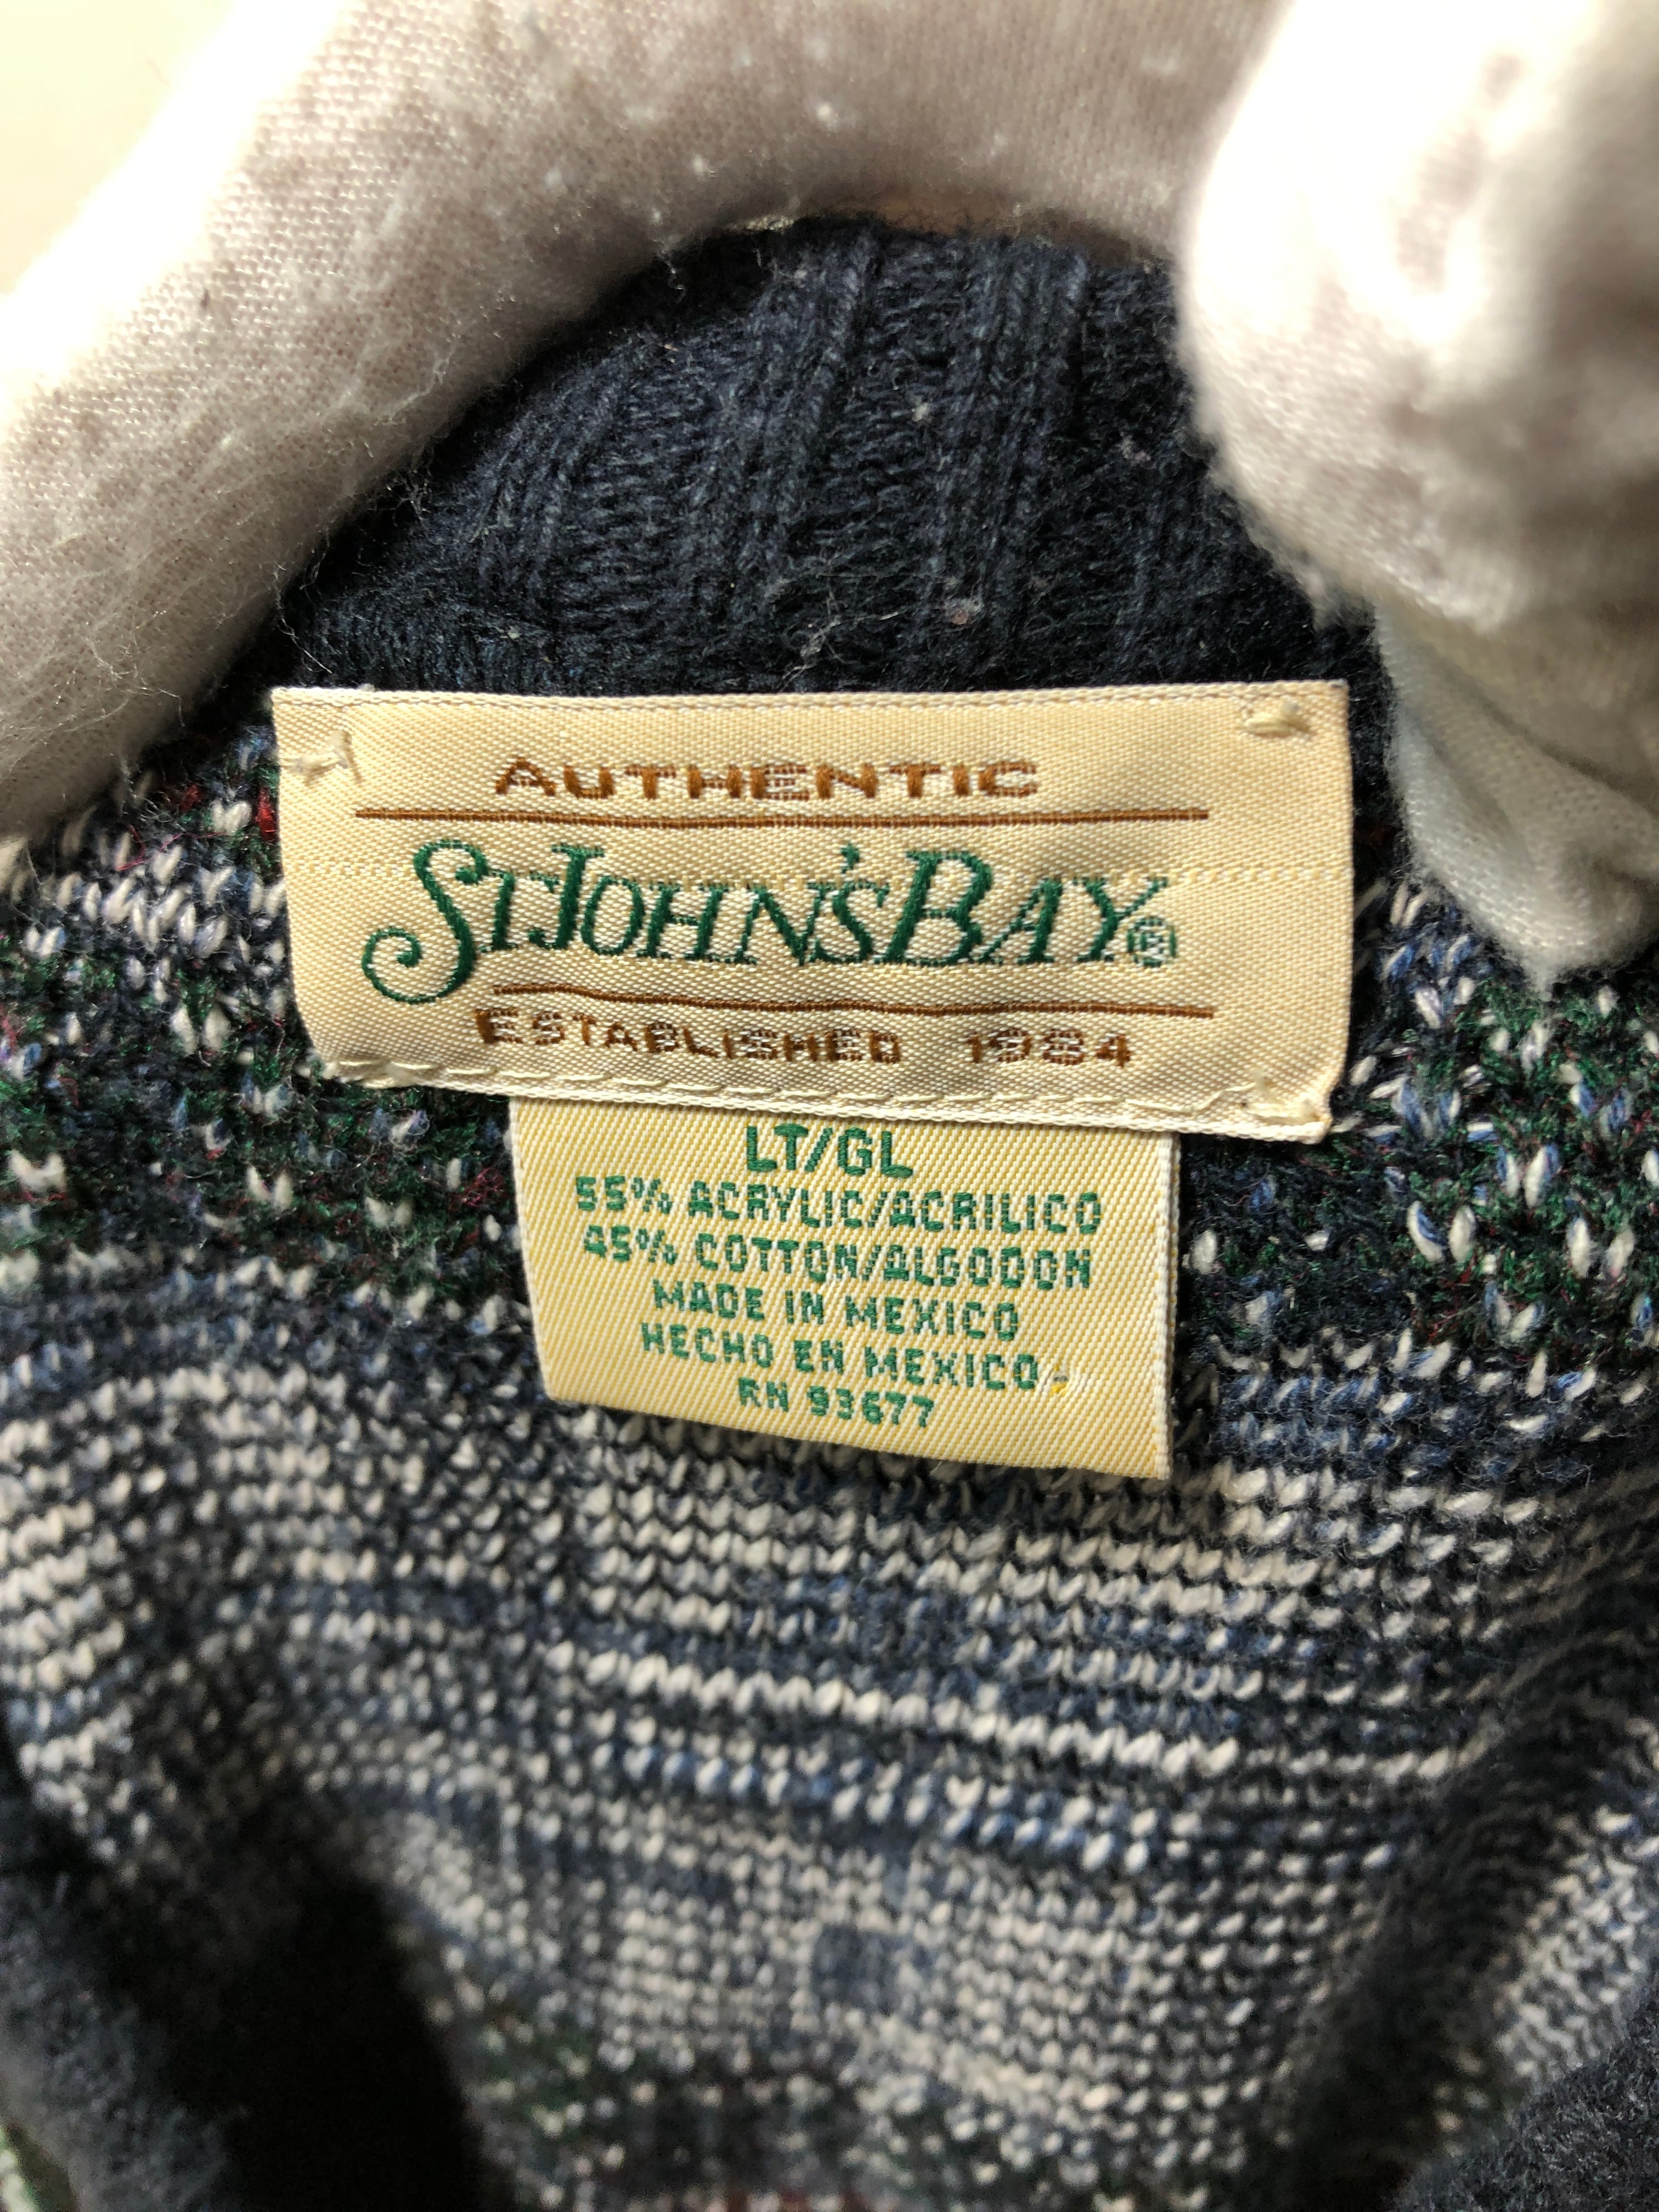 AUTHENTIC
ST JOHN'S BAY®
ESTABLISHED 1984
LT/GL
55% ACRYLIC/ACRILICO
45% COTTON/ALGODON
MADE IN MEXICO
HECHO EN MEXICO
RN 93677